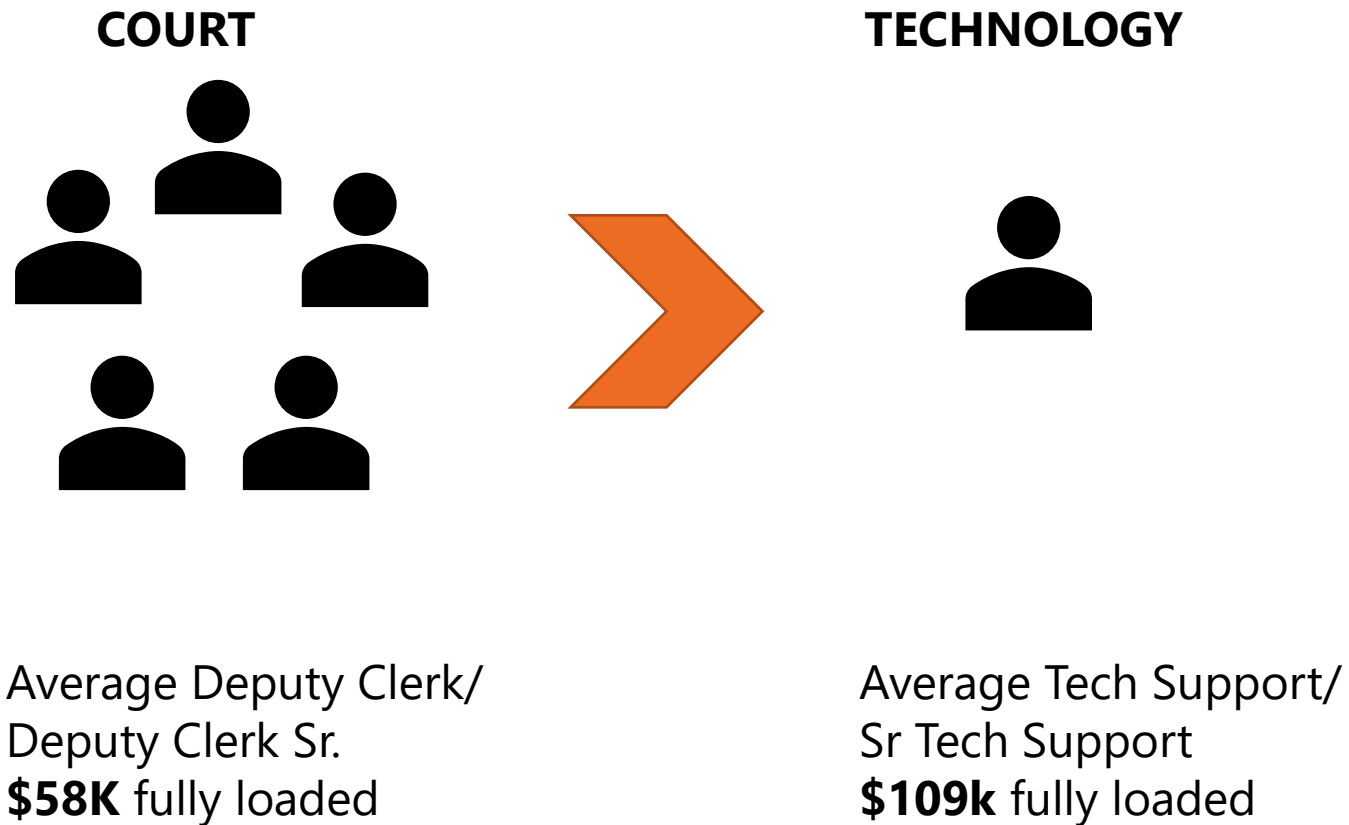 COURT
TECHNOLOGY
Average Deputy Clerk/
Deputy Clerk Sr.
$58K fully loaded
Average Tech Support/
Sr Tech Support
$109k fully loaded